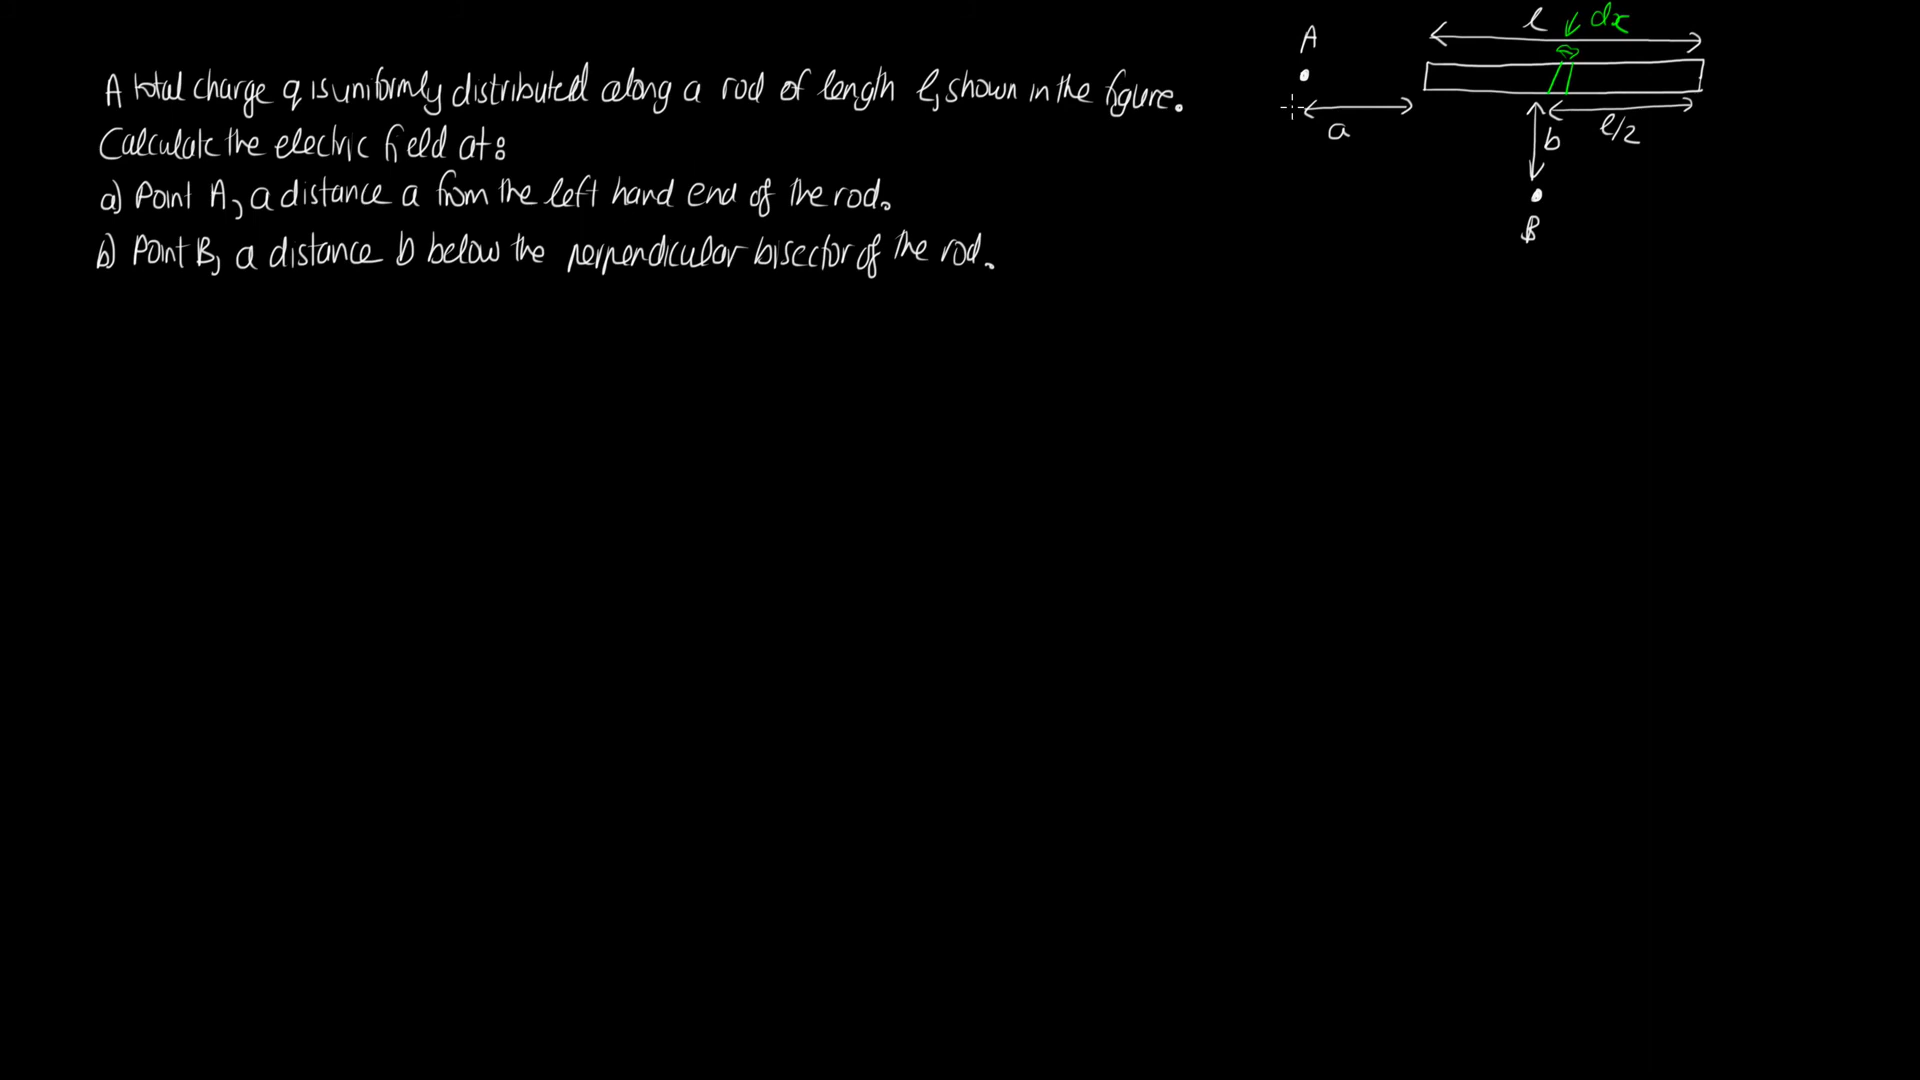 A total charge q is uniformly distributed along a rod of length l, shown in the figure.
Calculate the electric field at:
a) Point A, a distance a from the left hand end of the rod.
b) Point B, a distance b below the perpendicular bisector of the rod.
l dx
A
a
b
l/2
B